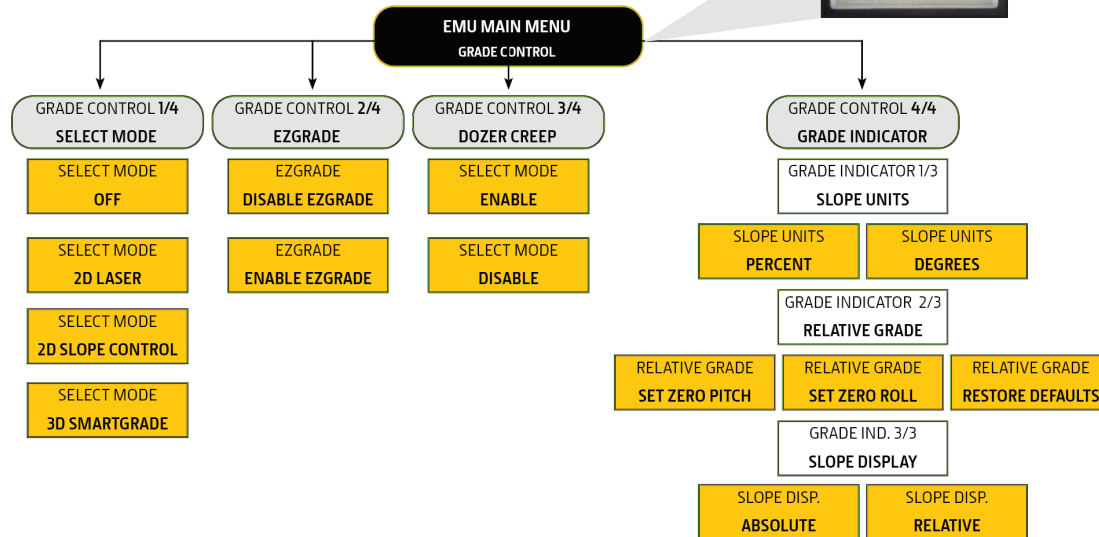 EMU MAIN MENU
GRADE CONTROL
GRADE CONTROL 1/4
SELECT MODE
SELECT MODE
OFF
SELECT MODE
2D LASER
SELECT MODE
2D SLOPE CONTROL
SELECT MODE
3D SMARTGRADE
GRADE CONTROL 2/4
EZGRADE
EZGRADE
DISABLE EZGRADE
EZGRADE
ENABLE EZGRADE
GRADE CONTROL 3/4
DOZER CREEP
SELECT MODE
ENABLE
SELECT MODE
DISABLE
GRADE CONTROL 4/4
GRADE INDICATOR
GRADE INDICATOR 1/3
SLOPE UNITS
SLOPE UNITS
PERCENT
SLOPE UNITS
DEGREES
GRADE INDICATOR 2/3
RELATIVE GRADE
RELATIVE GRADE
SET ZERO PITCH
RELATIVE GRADE
SET ZERO ROLL
RELATIVE GRADE
RESTORE DEFAULTS
GRADE IND. 3/3
SLOPE DISPLAY
SLOPE DISP.
ABSOLUTE
SLOPE DISP.
RELATIVE